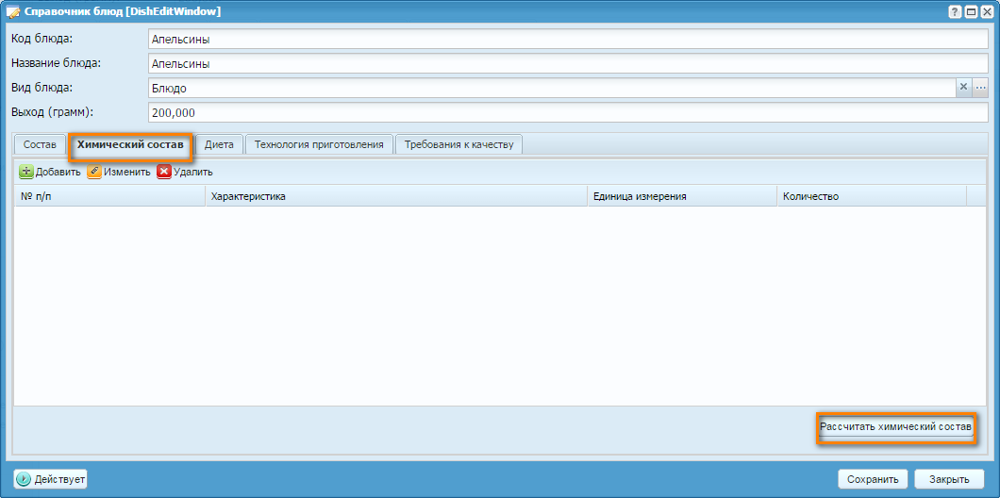 Справочник блюд [DishEditWindow]
Код блюда: Апельсины
Название блюда: Апельсины
Вид блюда: Блюдо
Выход (грамм): 200,000
Состав Химический состав Диета Технология приготовления Требования к качеству
Добавить Изменить Удалить
№ п/п Характеристика Единица измерения Количество
Рассчитать химический состав
Действует Сохранить Закрыть